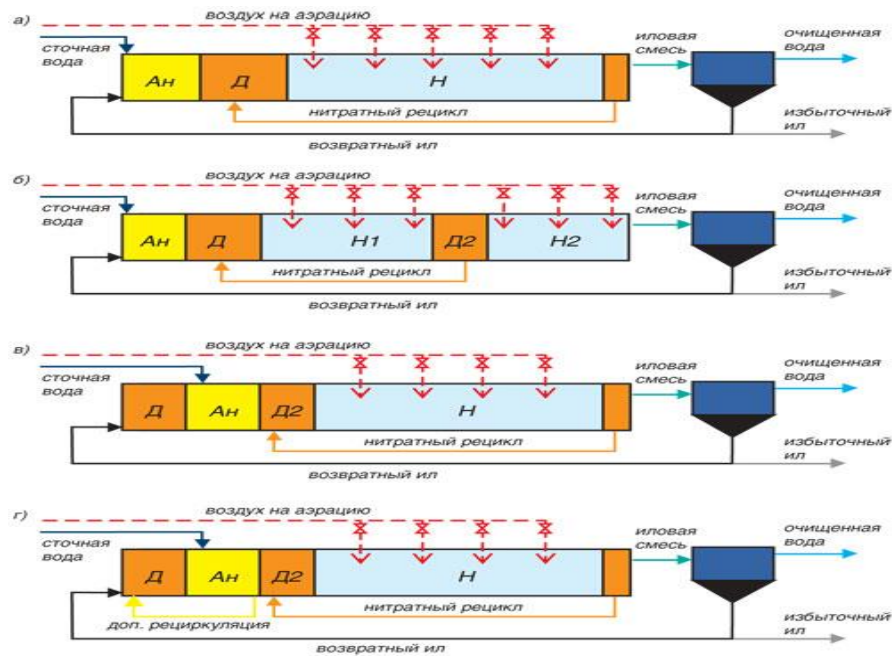 а)
воздух на аэрацию
сточная
вода
Ан
Д
Н
иловая
смесь
очищенная
вода
нитратный рецикл
возвратный ил
избыточный
ил
б)
воздух на аэрацию
сточная
вода
Ан
Д
Н1
Д2
Н2
иловая
смесь
очищенная
вода
нитратный рецикл
возвратный ил
избыточный
ил
в)
воздух на аэрацию
сточная
вода
Д
Ан
Д2
Н
иловая
смесь
очищенная
вода
нитратный рецикл
возвратный ил
избыточный
ил
г)
воздух на аэрацию
сточная
вода
Д
Ан
Д2
Н
иловая
смесь
очищенная
вода
нитратный рецикл
доп. рециркуляция
возвратный ил
избыточный
ил